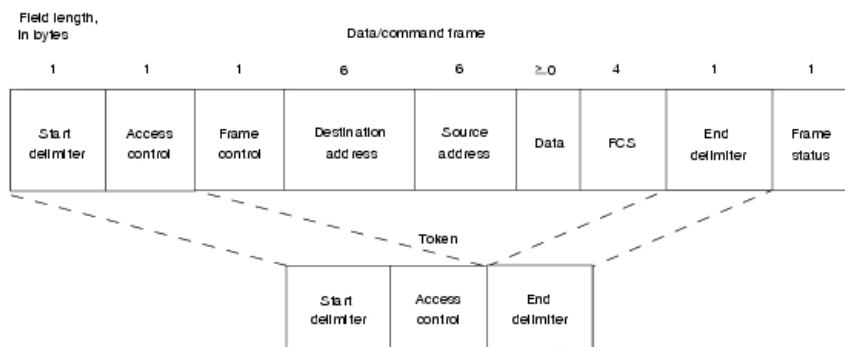 Field length,
in bytes
Data/command frame
1 1 1 6 6 ≥0 4 1 1
Start
delimiter
Access
control
Frame
control
Destination
address
Source
address
Data
FCS
End
delimiter
Frame
status
Token
Start
delimiter
Access
control
End
delimiter